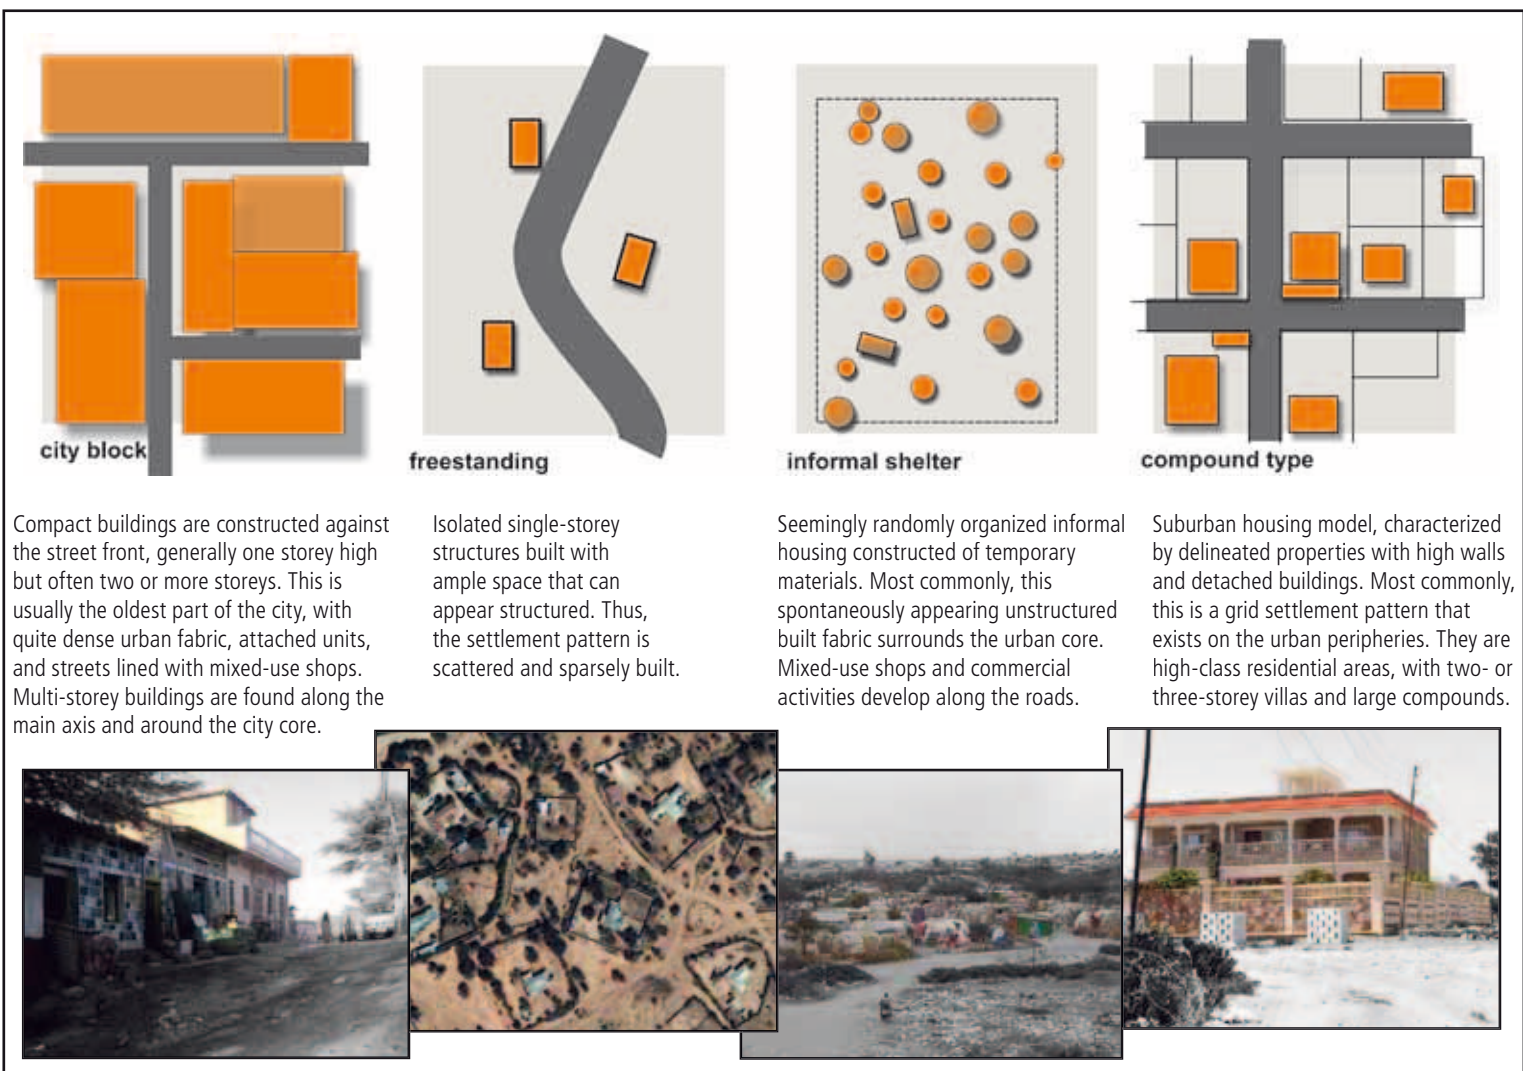 city block
freestanding
informal shelter
compound type
Compact buildings are constructed against
the street front, generally one storey high
but often two or more storeys. This is
usually the oldest part of the city, with
quite dense urban fabric, attached units,
and streets lined with mixed-use shops.
Multi-storey buildings are found along the
main axis and around the city core.
Isolated single-storey
structures built with
ample space that can
appear structured. Thus,
the settlement pattern is
scattered and sparsely built.
Seemingly randomly organized informal
housing constructed of temporary
materials. Most commonly, this
spontaneously appearing unstructured
built fabric surrounds the urban core.
Mixed-use shops and commercial
activities develop along the roads.
Suburban housing model, characterized
by delineated properties with high walls
and detached buildings. Most commonly,
this is a grid settlement pattern that
exists on the urban peripheries. They are
high-class residential areas, with two- or
three-storey villas and large compounds.